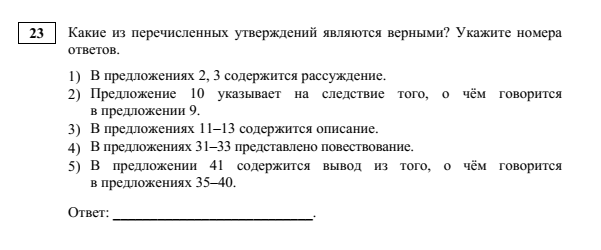 23 Какие из перечисленных утверждений являются верными? Укажите номера
ответов.
1) В предложениях 2, 3 содержится рассуждение.
2) Предложение 10 указывает на следствие того, о чём говорится
в предложении 9.
3) В предложениях 11–13 содержится описание.
4) В предложениях 31–33 представлено повествование.
5) В предложении 41 содержится вывод из того, о чём говорится
в предложениях 35–40.
Ответ: ___________________________.